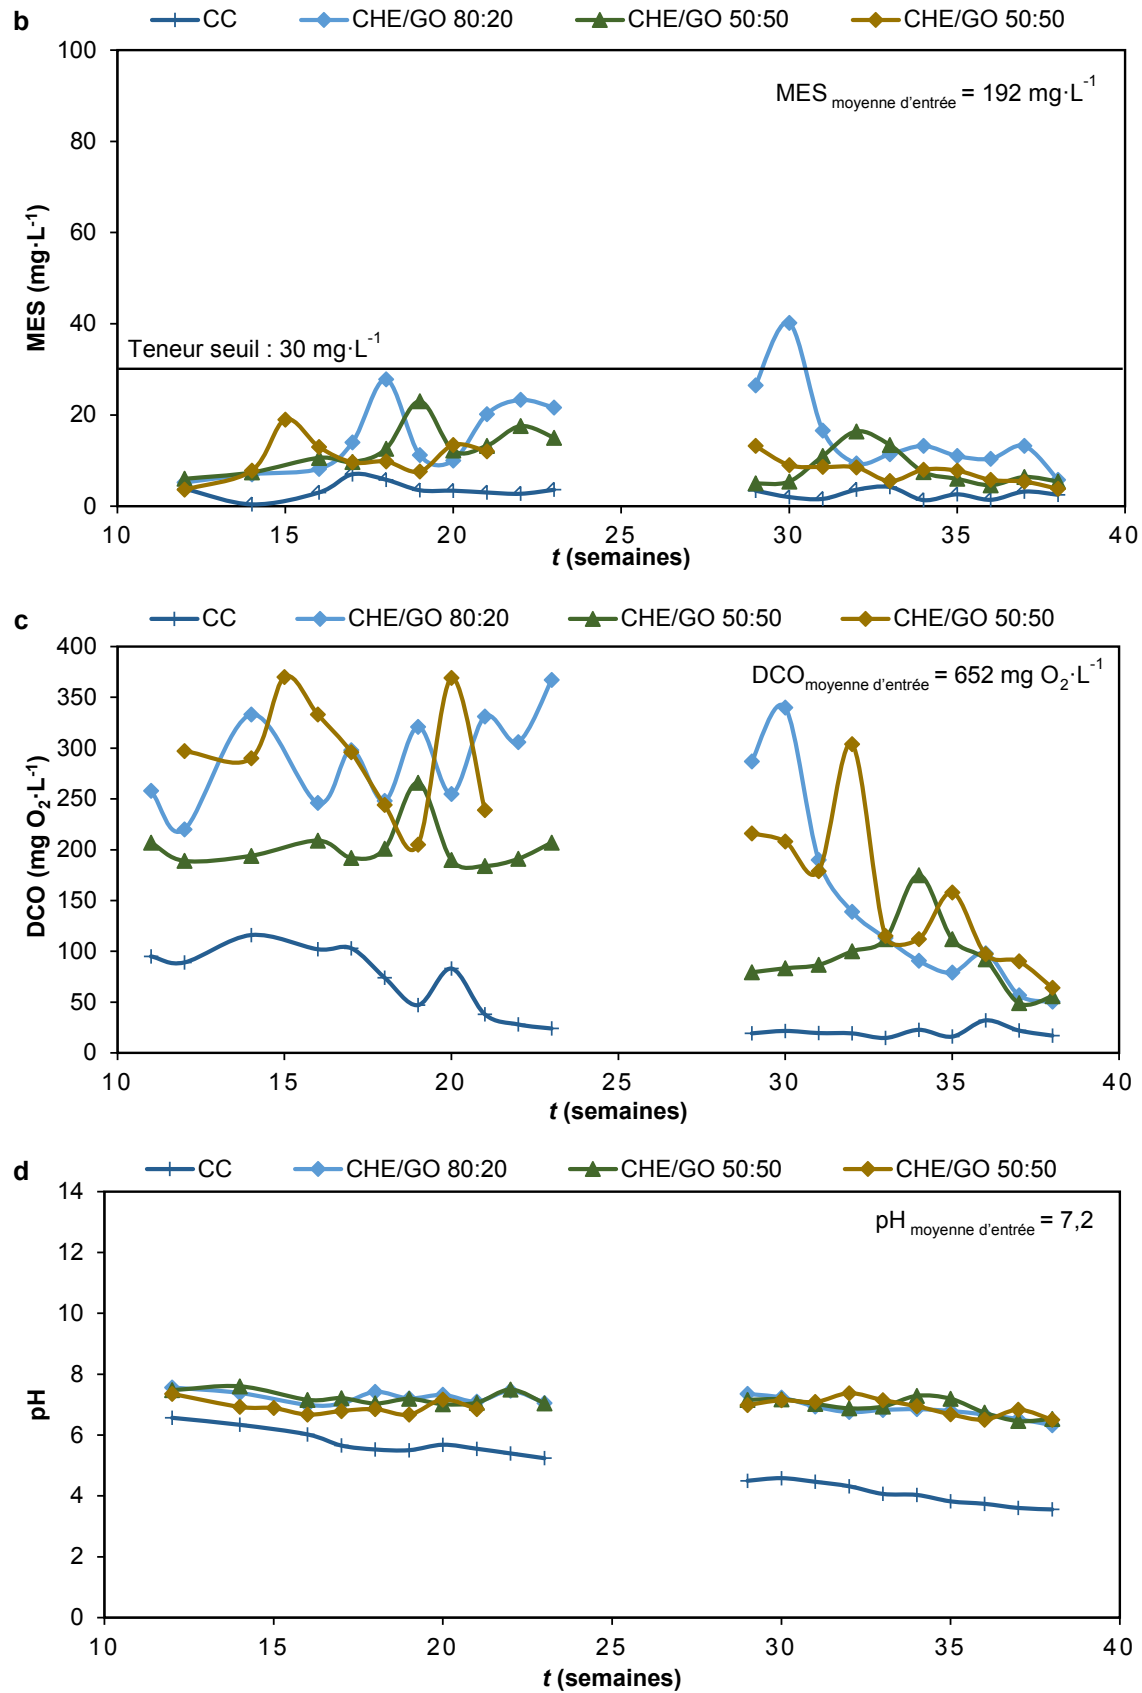 b
CC CHE/GO 80:20 CHE/GO 50:50 CHE/GO 50:50
100
80
60
40
20
0
MES (mg·L⁻¹)
MES moyenne d'entrée = 192 mg·L⁻¹
Teneur seuil : 30 mg·L⁻¹
10 15 20 25 30 35 40
t (semaines)
c
CC CHE/GO 80:20 CHE/GO 50:50 CHE/GO 50:50
400
350
300
250
200
150
100
50
0
DCO (mg O₂·L⁻¹)
DCO moyenne d'entrée = 652 mg O₂·L⁻¹
10 15 20 25 30 35 40
t (semaines)
d
CC CHE/GO 80:20 CHE/GO 50:50 CHE/GO 50:50
14
12
10
8
6
4
2
0
pH
pH moyenne d'entrée = 7,2
10 15 20 25 30 35 40
t (semaines)